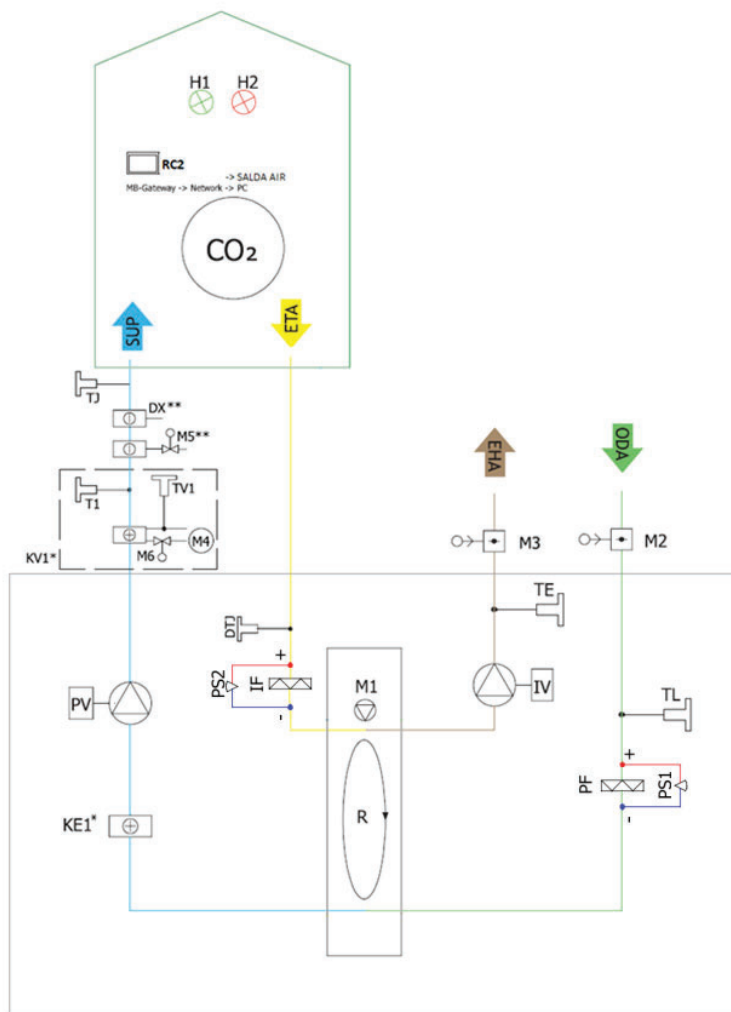 H1 H2
RC2
-> SALDA AIR
MB-Gateway -> Network -> PC
CO₂
SUP
ETA
TJ
DX**
M5**
EHA
ODA
T1
TV1
M4
M6
KV1*
M3
M2
TE
DTJ
+
PS2
IF
-
M1
PV
IV
TL
+
PF
PS1
-
KE1*
R